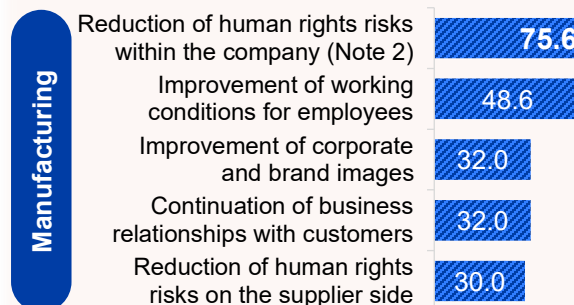 Manufacturing
Reduction of human rights risks
within the company (Note 2)
75.6
Improvement of working
conditions for employees
48.6
Improvement of corporate
and brand images
32.0
Continuation of business
relationships with customers
32.0
Reduction of human rights
risks on the supplier side
30.0